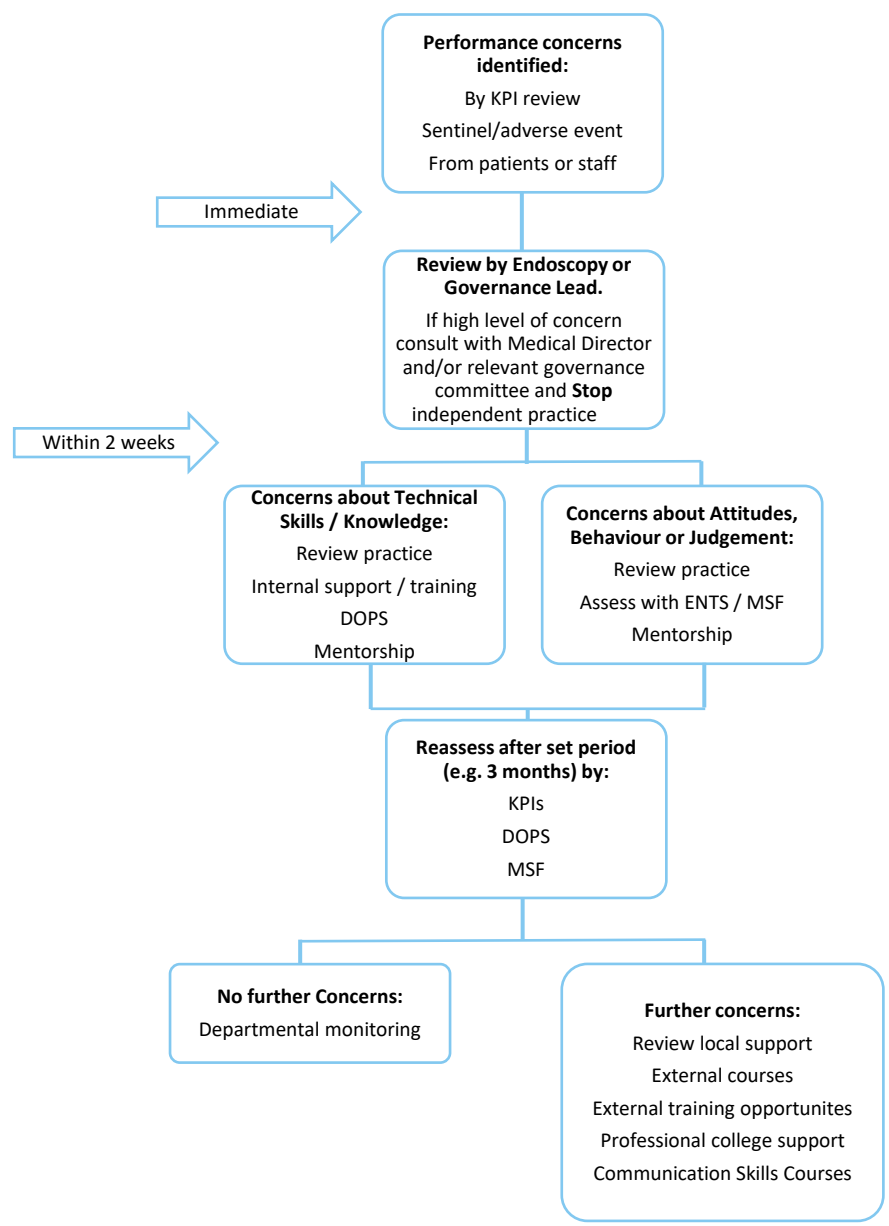 Performance concerns
identified:
By KPI review
Sentinel/adverse event
From patients or staff
Immediate
Review by Endoscopy or
Governance Lead.
If high level of concern
consult with Medical Director
and/or relevant governance
committee and Stop
independent practice
Within 2 weeks
Concerns about Technical
Skills / Knowledge:
Review practice
Internal support / training
DOPS
Mentorship
Concerns about Attitudes,
Behaviour or Judgement:
Review practice
Assess with ENTS / MSF
Mentorship
Reassess after set period
(e.g. 3 months) by:
KPIs
DOPS
MSF
No further Concerns:
Departmental monitoring
Further concerns:
Review local support
External courses
External training opportunites
Professional college support
Communication Skills Courses